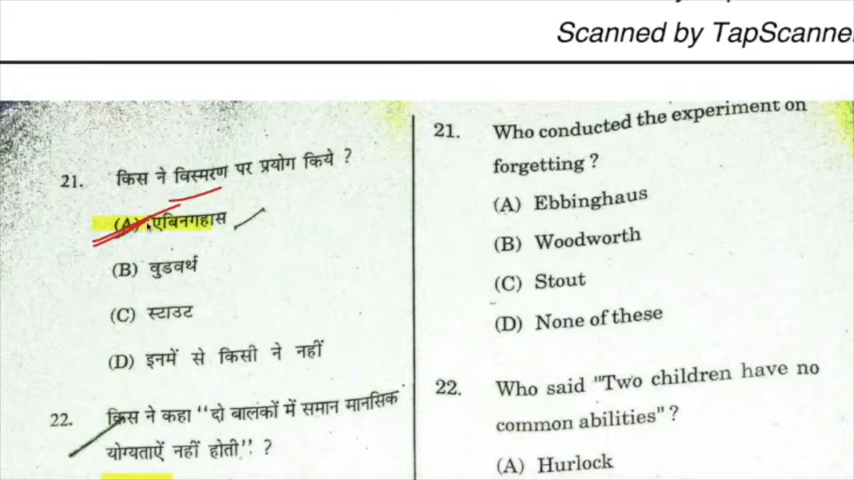 Scanned by TapScanne
21. किस ने विस्मरण पर प्रयोग किये ?
(A) एबिनगहास
(B) वुडवर्थ
(C) स्टाउट
(D) इनमें से किसी ने नहीं
22. किस ने कहा “दो बालकों में समान मानसिक
योग्यताऐं नहीं होती” ?
21. Who conducted the experiment on
forgetting ?
(A) Ebbinghaus
(B) Woodworth
(C) Stout
(D) None of these
22. Who said "Two children have no
common abilities" ?
(A) Hurlock